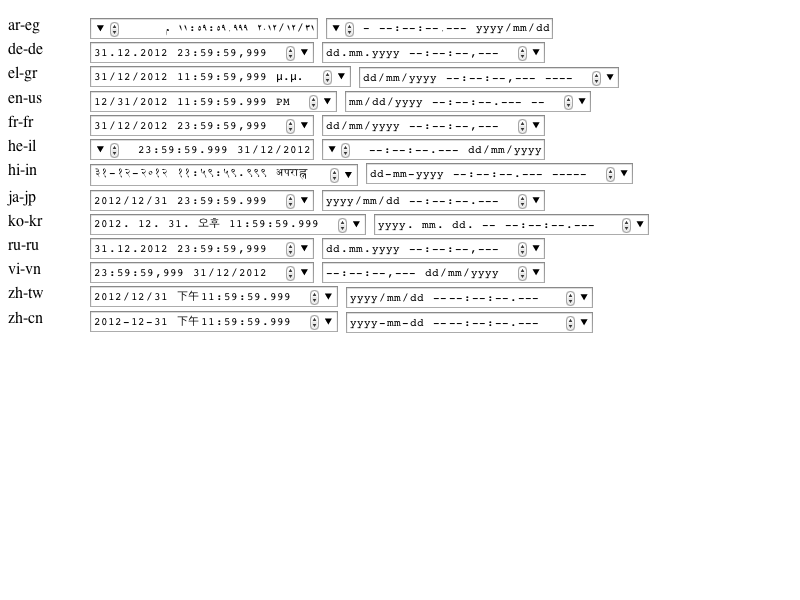 ar-eg ٢٠١٢/١٢/٣١ ١١:٥٩:٥٩.٩٩٩ م yyyy/mm/dd --:--:--.--- -
de-de 31.12.2012 23:59:59,999 dd.mm.yyyy --:--:--,---
el-gr 31/12/2012 11:59:59,999 μ.μ. dd/mm/yyyy --:--:--,--- ----
en-us 12/31/2012 11:59:59.999 PM mm/dd/yyyy --:--:--.--- --
fr-fr 31/12/2012 23:59:59,999 dd/mm/yyyy --:--:--,---
he-il 23:59:59.999 31/12/2012 --:--:--.--- dd/mm/yyyy
hi-in ३१-१२-२०१२ ११:५९:५९.९९९ अपराह्न dd-mm-yyyy --:--:--.--- -----
ja-jp 2012/12/31 23:59:59.999 yyyy/mm/dd --:--:--.---
ko-kr 2012. 12. 31. 오후 11:59:59.999 yyyy. mm. dd. -- --:--:--.---
ru-ru 31.12.2012 23:59:59,999 dd.mm.yyyy --:--:--,---
vi-vn 23:59:59,999 31/12/2012 --:--:--,--- dd/mm/yyyy
zh-tw 2012/12/31 下午11:59:59.999 yyyy/mm/dd ----:--:--.---
zh-cn 2012-12-31 下午11:59:59.999 yyyy-mm-dd ----:--:--.---